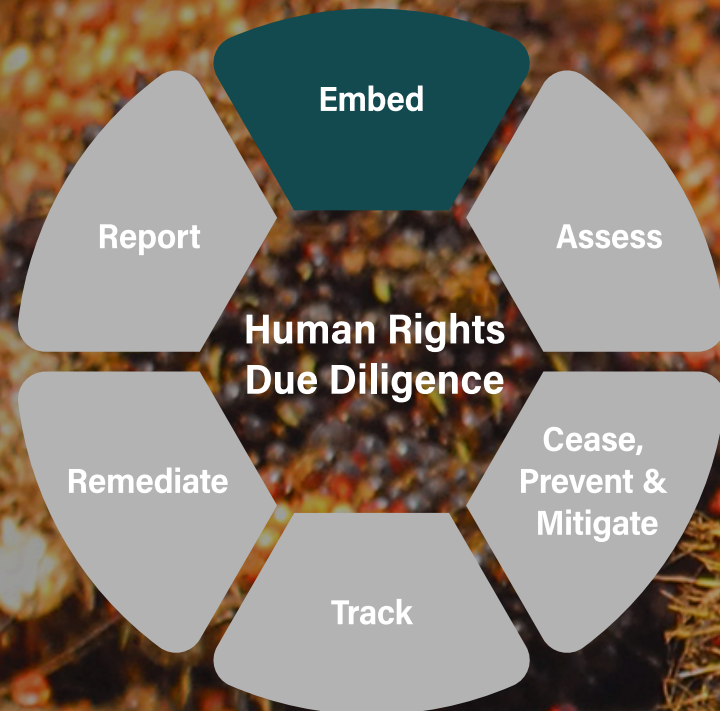 Embed
Assess
Cease,
Prevent &
Mitigate
Track
Remediate
Report
Human Rights
Due Diligence